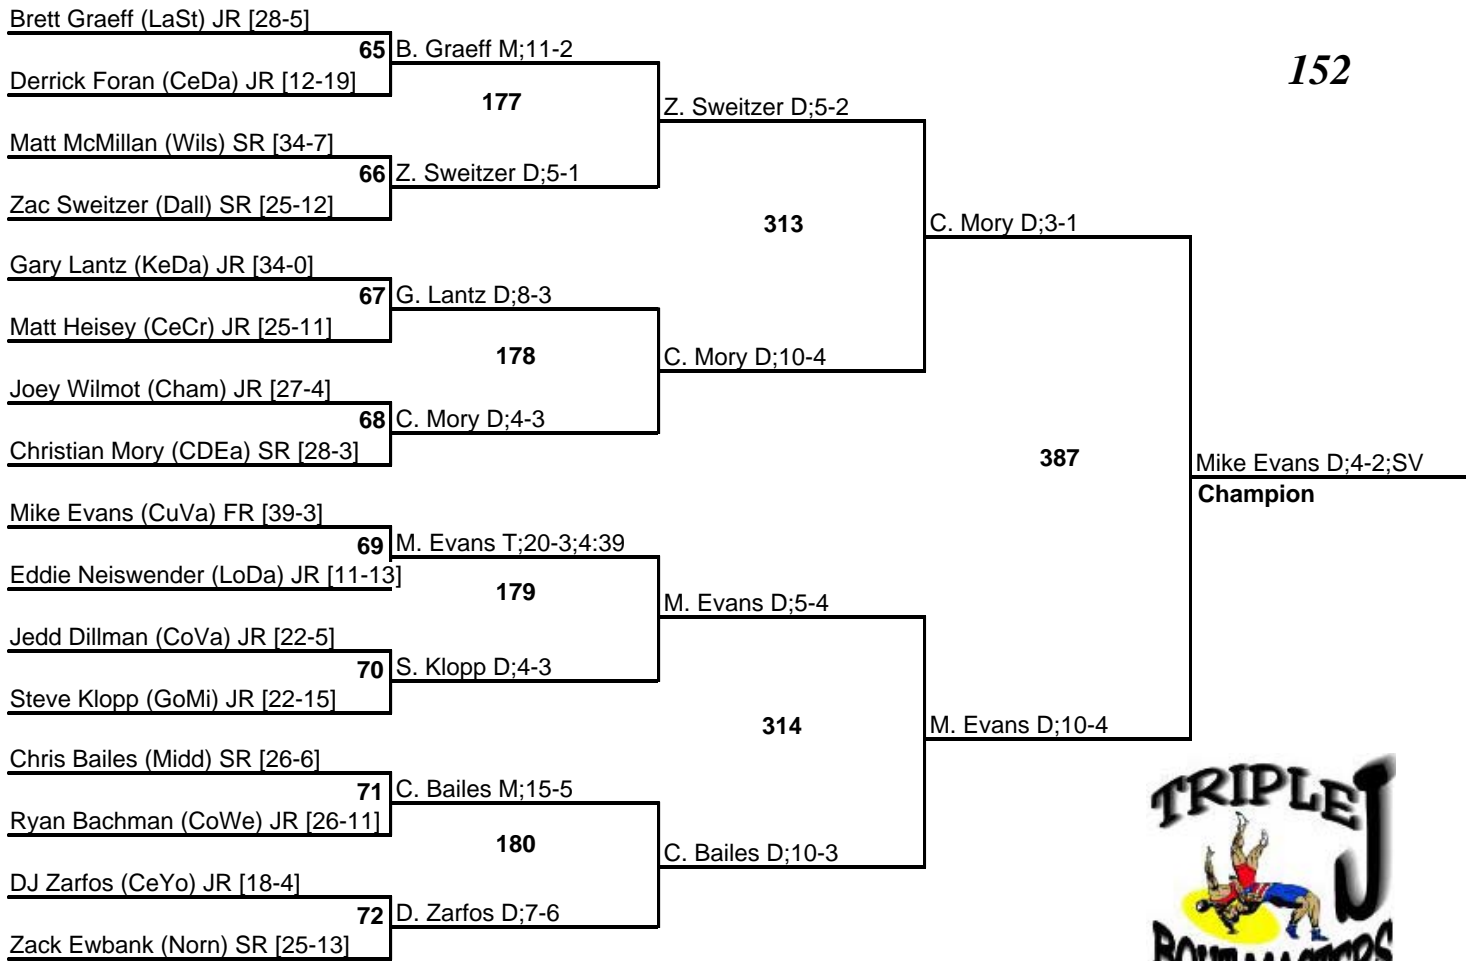 Brett Graeff (LaSt) JR [28-5]
65 B. Graeff M;11-2
152
Derrick Foran (CeDa) JR [12-19]
177
Z. Sweitzer D;5-2
Matt McMillan (Wils) SR [34-7]
66 Z. Sweitzer D;5-1
Zac Sweitzer (Dall) SR [25-12]
313
C. Mory D;3-1
Gary Lantz (KeDa) JR [34-0]
67 G. Lantz D;8-3
Matt Heisey (CeCr) JR [25-11]
178
C. Mory D;10-4
Joey Wilmot (Cham) JR [27-4]
68 C. Mory D;4-3
Christian Mory (CDEa) SR [28-3]
387
Mike Evans D;4-2;SV
Champion
Mike Evans (CuVa) FR [39-3]
69 M. Evans T;20-3;4:39
Eddie Neiswender (LoDa) JR [11-13]
179
M. Evans D;5-4
Jedd Dillman (CoVa) JR [22-5]
70 S. Klopp D;4-3
Steve Klopp (GoMi) JR [22-15]
314
M. Evans D;10-4
Chris Bailes (Midd) SR [26-6]
71 C. Bailes M;15-5
Ryan Bachman (CoWe) JR [26-11]
180
C. Bailes D;10-3
DJ Zarfos (CeYo) JR [18-4]
72 D. Zarfos D;7-6
Zack Ewbank (Norn) SR [25-13]
TRIPLE J
BOUT MASTERS